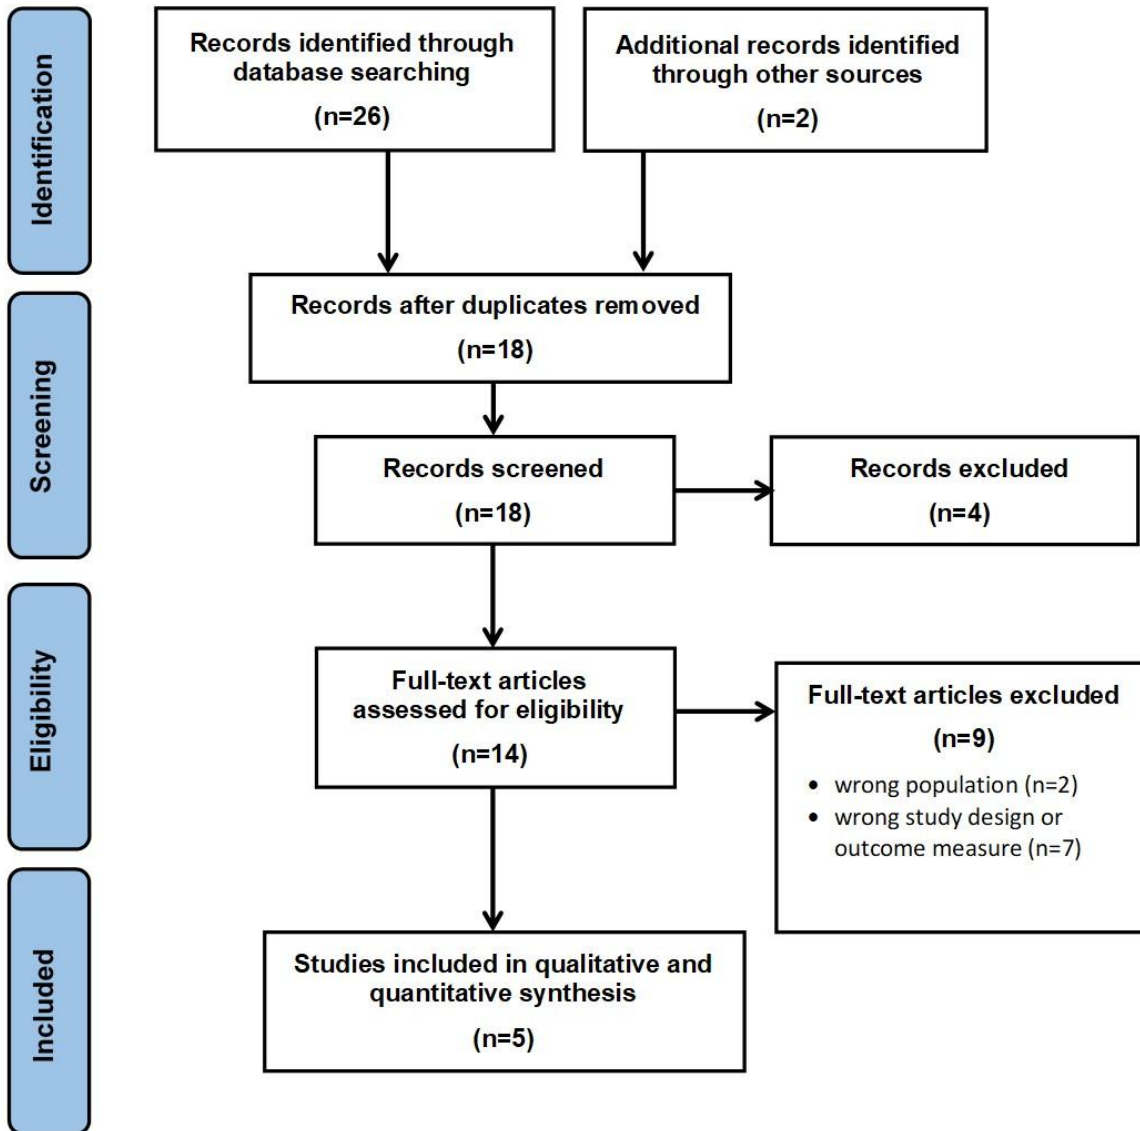 Identification
Records identified through
database searching
(n=26)
Additional records identified
through other sources
(n=2)
Screening
Records after duplicates removed
(n=18)
Records screened
(n=18)
Records excluded
(n=4)
Eligibility
Full-text articles
assessed for eligibility
(n=14)
Full-text articles excluded
(n=9)
• wrong population (n=2)
• wrong study design or
outcome measure (n=7)
Included
Studies included in qualitative and
quantitative synthesis
(n=5)